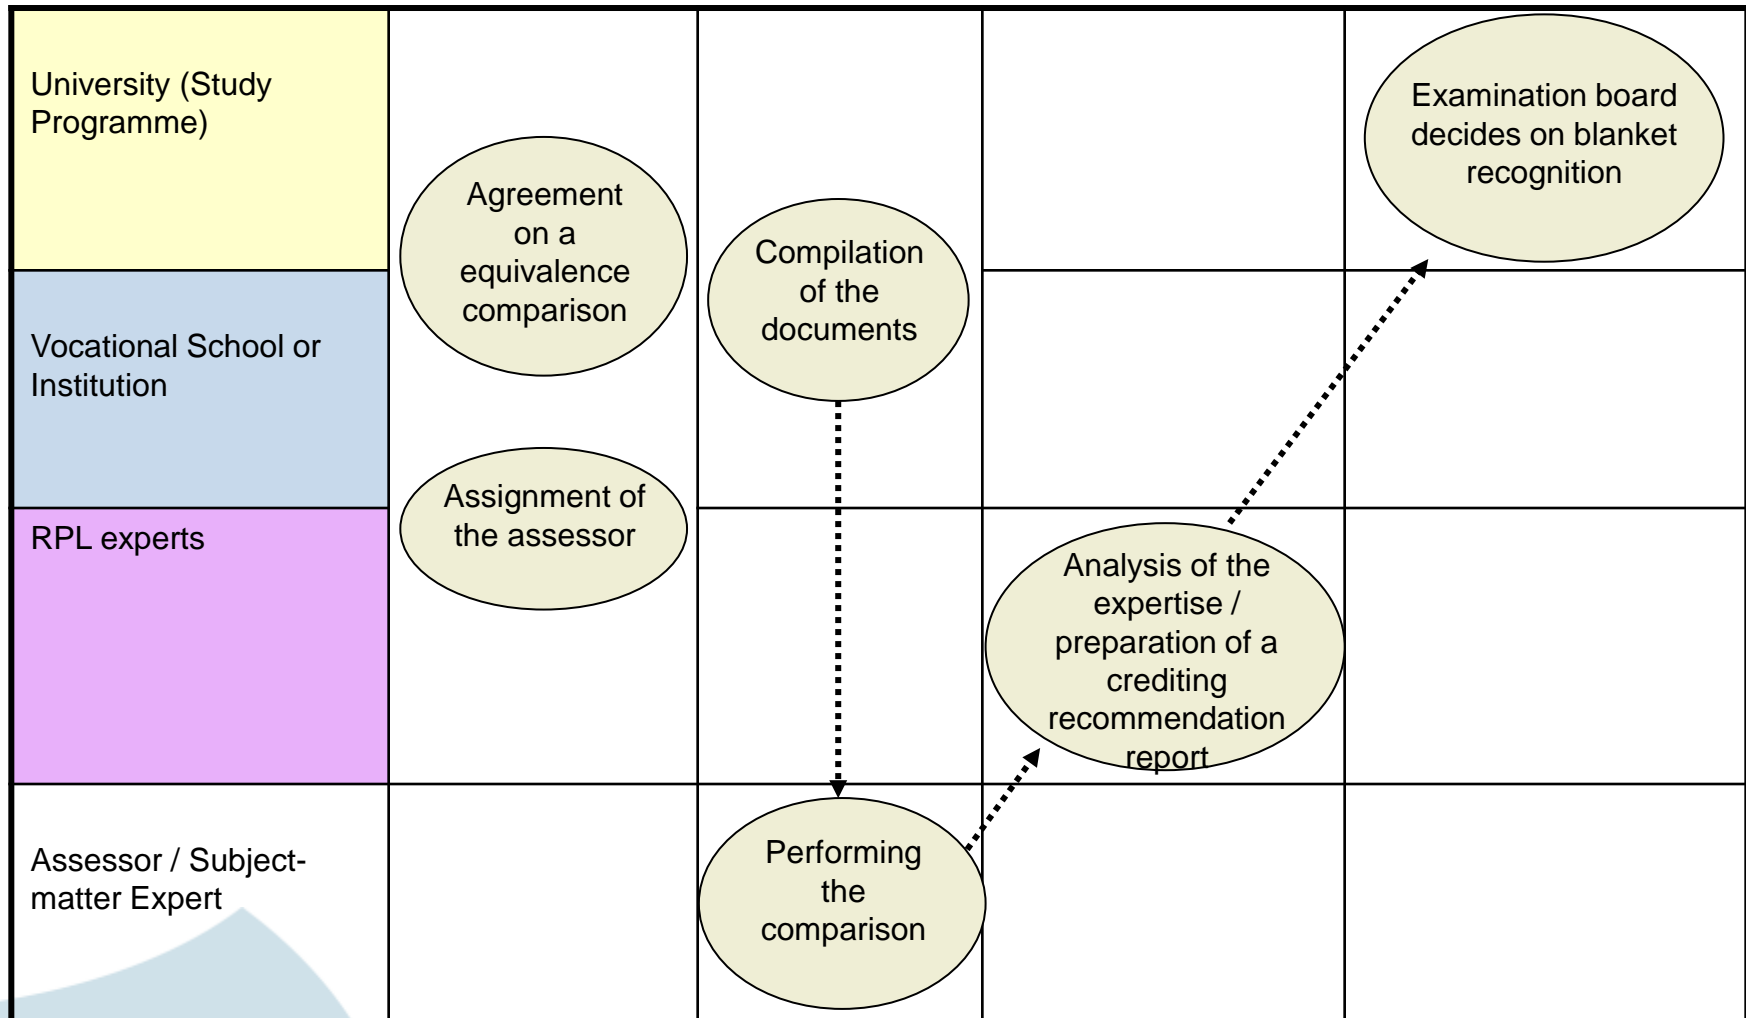 University (Study
Programme)
Agreement
on a
equivalence
comparison
Compilation
of the
documents
Examination board
decides on blanket
recognition
Vocational School or
Institution
Assignment of
the assessor
RPL experts
Analysis of the
expertise /
preparation of a
crediting
recommendation
report
Assessor / Subject-
matter Expert
Performing
the
comparison